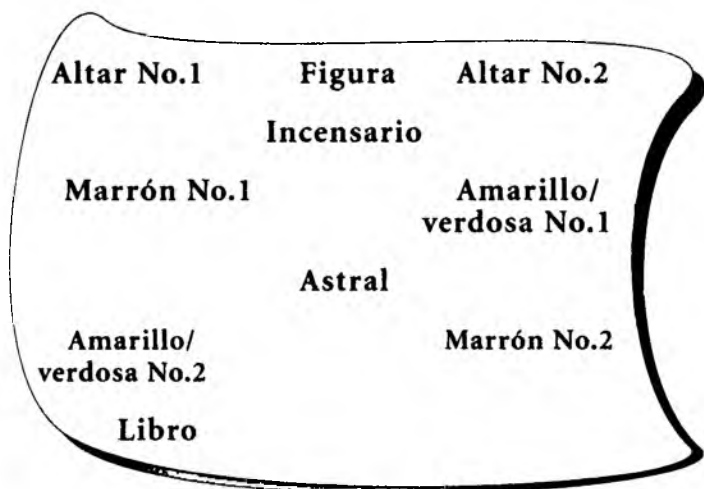 Altar No.1 Figura Altar No.2
Incensario
Marrón No.1 Amarillo/
verdosa No.1
Astral
Amarillo/ Marrón No.2
verdosa No.2
Libro